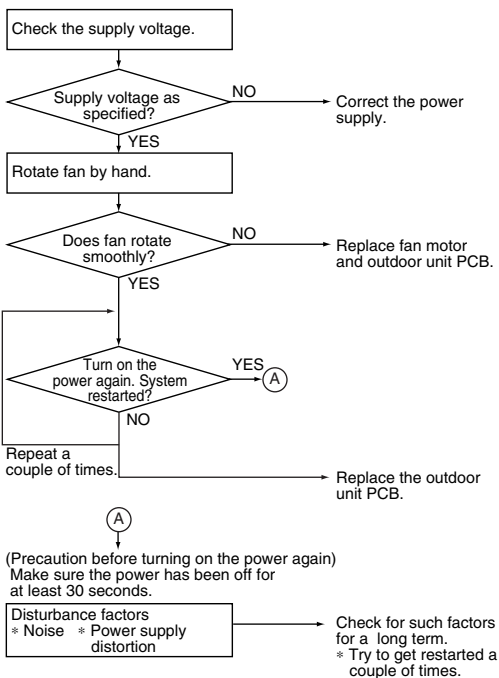 Check the supply voltage.
Supply voltage as
specified?
NO
Correct the power
supply.
YES
Rotate fan by hand.
Does fan rotate
smoothly?
NO
Replace fan motor
and outdoor unit PCB.
YES
Turn on the
power again. System
restarted?
YES
A
NO
Repeat a
couple of times.
Replace the outdoor
unit PCB.
A
(Precaution before turning on the power again)
Make sure the power has been off for
at least 30 seconds.
Disturbance factors
* Noise * Power supply
distortion
Check for such factors
for a long term.
* Try to get restarted a
couple of times.